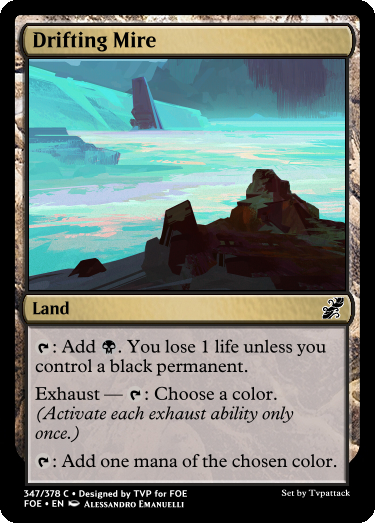 Drifting Mire
Land
: Add . You lose 1 life unless you
control a black permanent.
Exhaust — : Choose a color.
(Activate each exhaust ability only
once.)
: Add one mana of the chosen color.
347/378 C • Designed by TVP for FOE
FOE • EN Alessandro Emanuelli
Set by Tvpattack